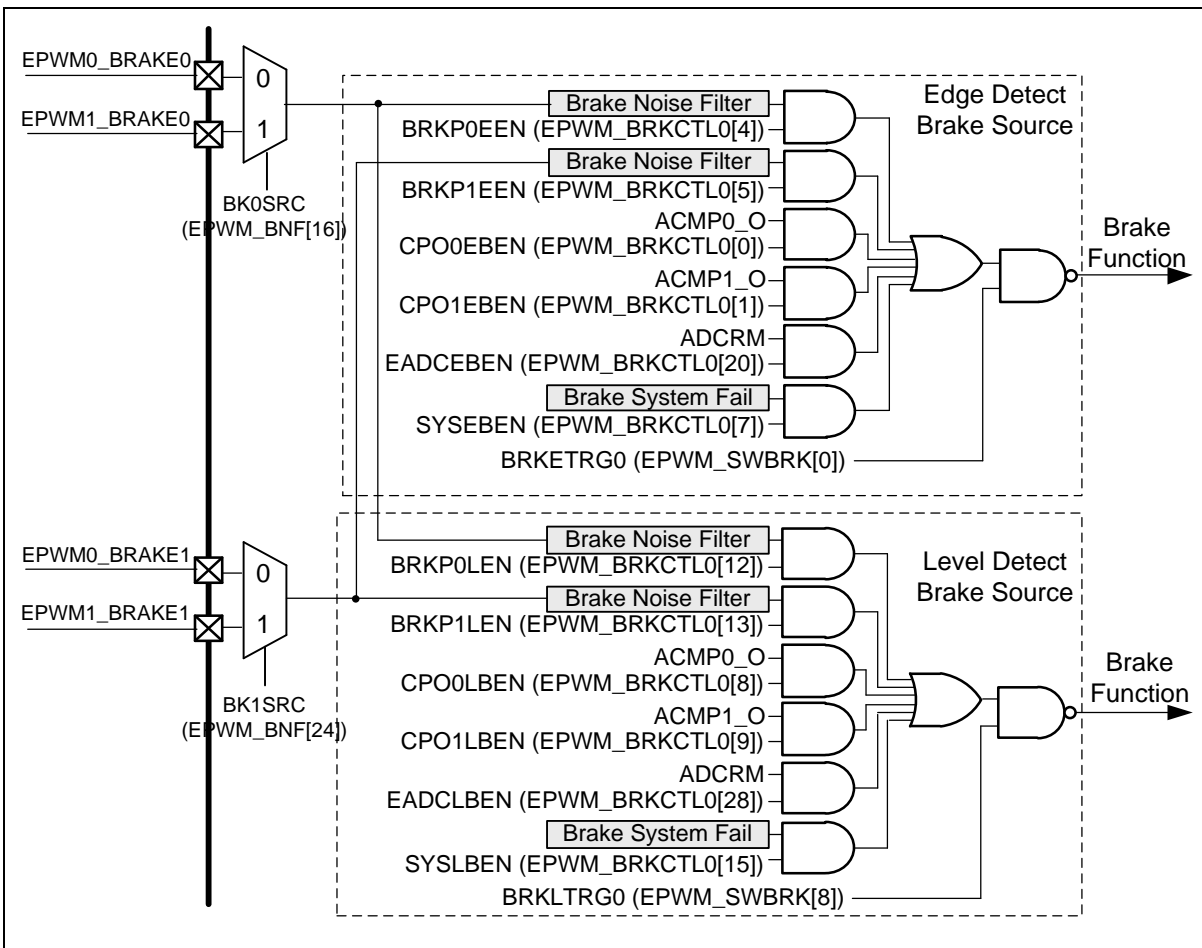 EPWM0_BRAKE0
EPWM1_BRAKE0
0
1
BK0SRC
(EPWM_BNF[16])
Edge Detect
Brake Source
Brake Noise Filter
BRKP0EEN (EPWM_BRKCTL0[4])
Brake Noise Filter
BRKP1EEN (EPWM_BRKCTL0[5])
ACMP0_O
CPO0EBEN (EPWM_BRKCTL0[0])
ACMP1_O
CPO1EBEN (EPWM_BRKCTL0[1])
ADCRM
EADCEBEN (EPWM_BRKCTL0[20])
Brake System Fail
SYSEBEN (EPWM_BRKCTL0[7])
BRKETRG0 (EPWM_SWBRK[0])
Brake
Function
EPWM0_BRAKE1
EPWM1_BRAKE1
0
1
BK1SRC
(EPWM_BNF[24])
Level Detect
Brake Source
Brake Noise Filter
BRKP0LEN (EPWM_BRKCTL0[12])
Brake Noise Filter
BRKP1LEN (EPWM_BRKCTL0[13])
ACMP0_O
CPO0LBEN (EPWM_BRKCTL0[8])
ACMP1_O
CPO1LBEN (EPWM_BRKCTL0[9])
ADCRM
EADCLBEN (EPWM_BRKCTL0[28])
Brake System Fail
SYSLBEN (EPWM_BRKCTL0[15])
BRKLTRG0 (EPWM_SWBRK[8])
Brake
Function